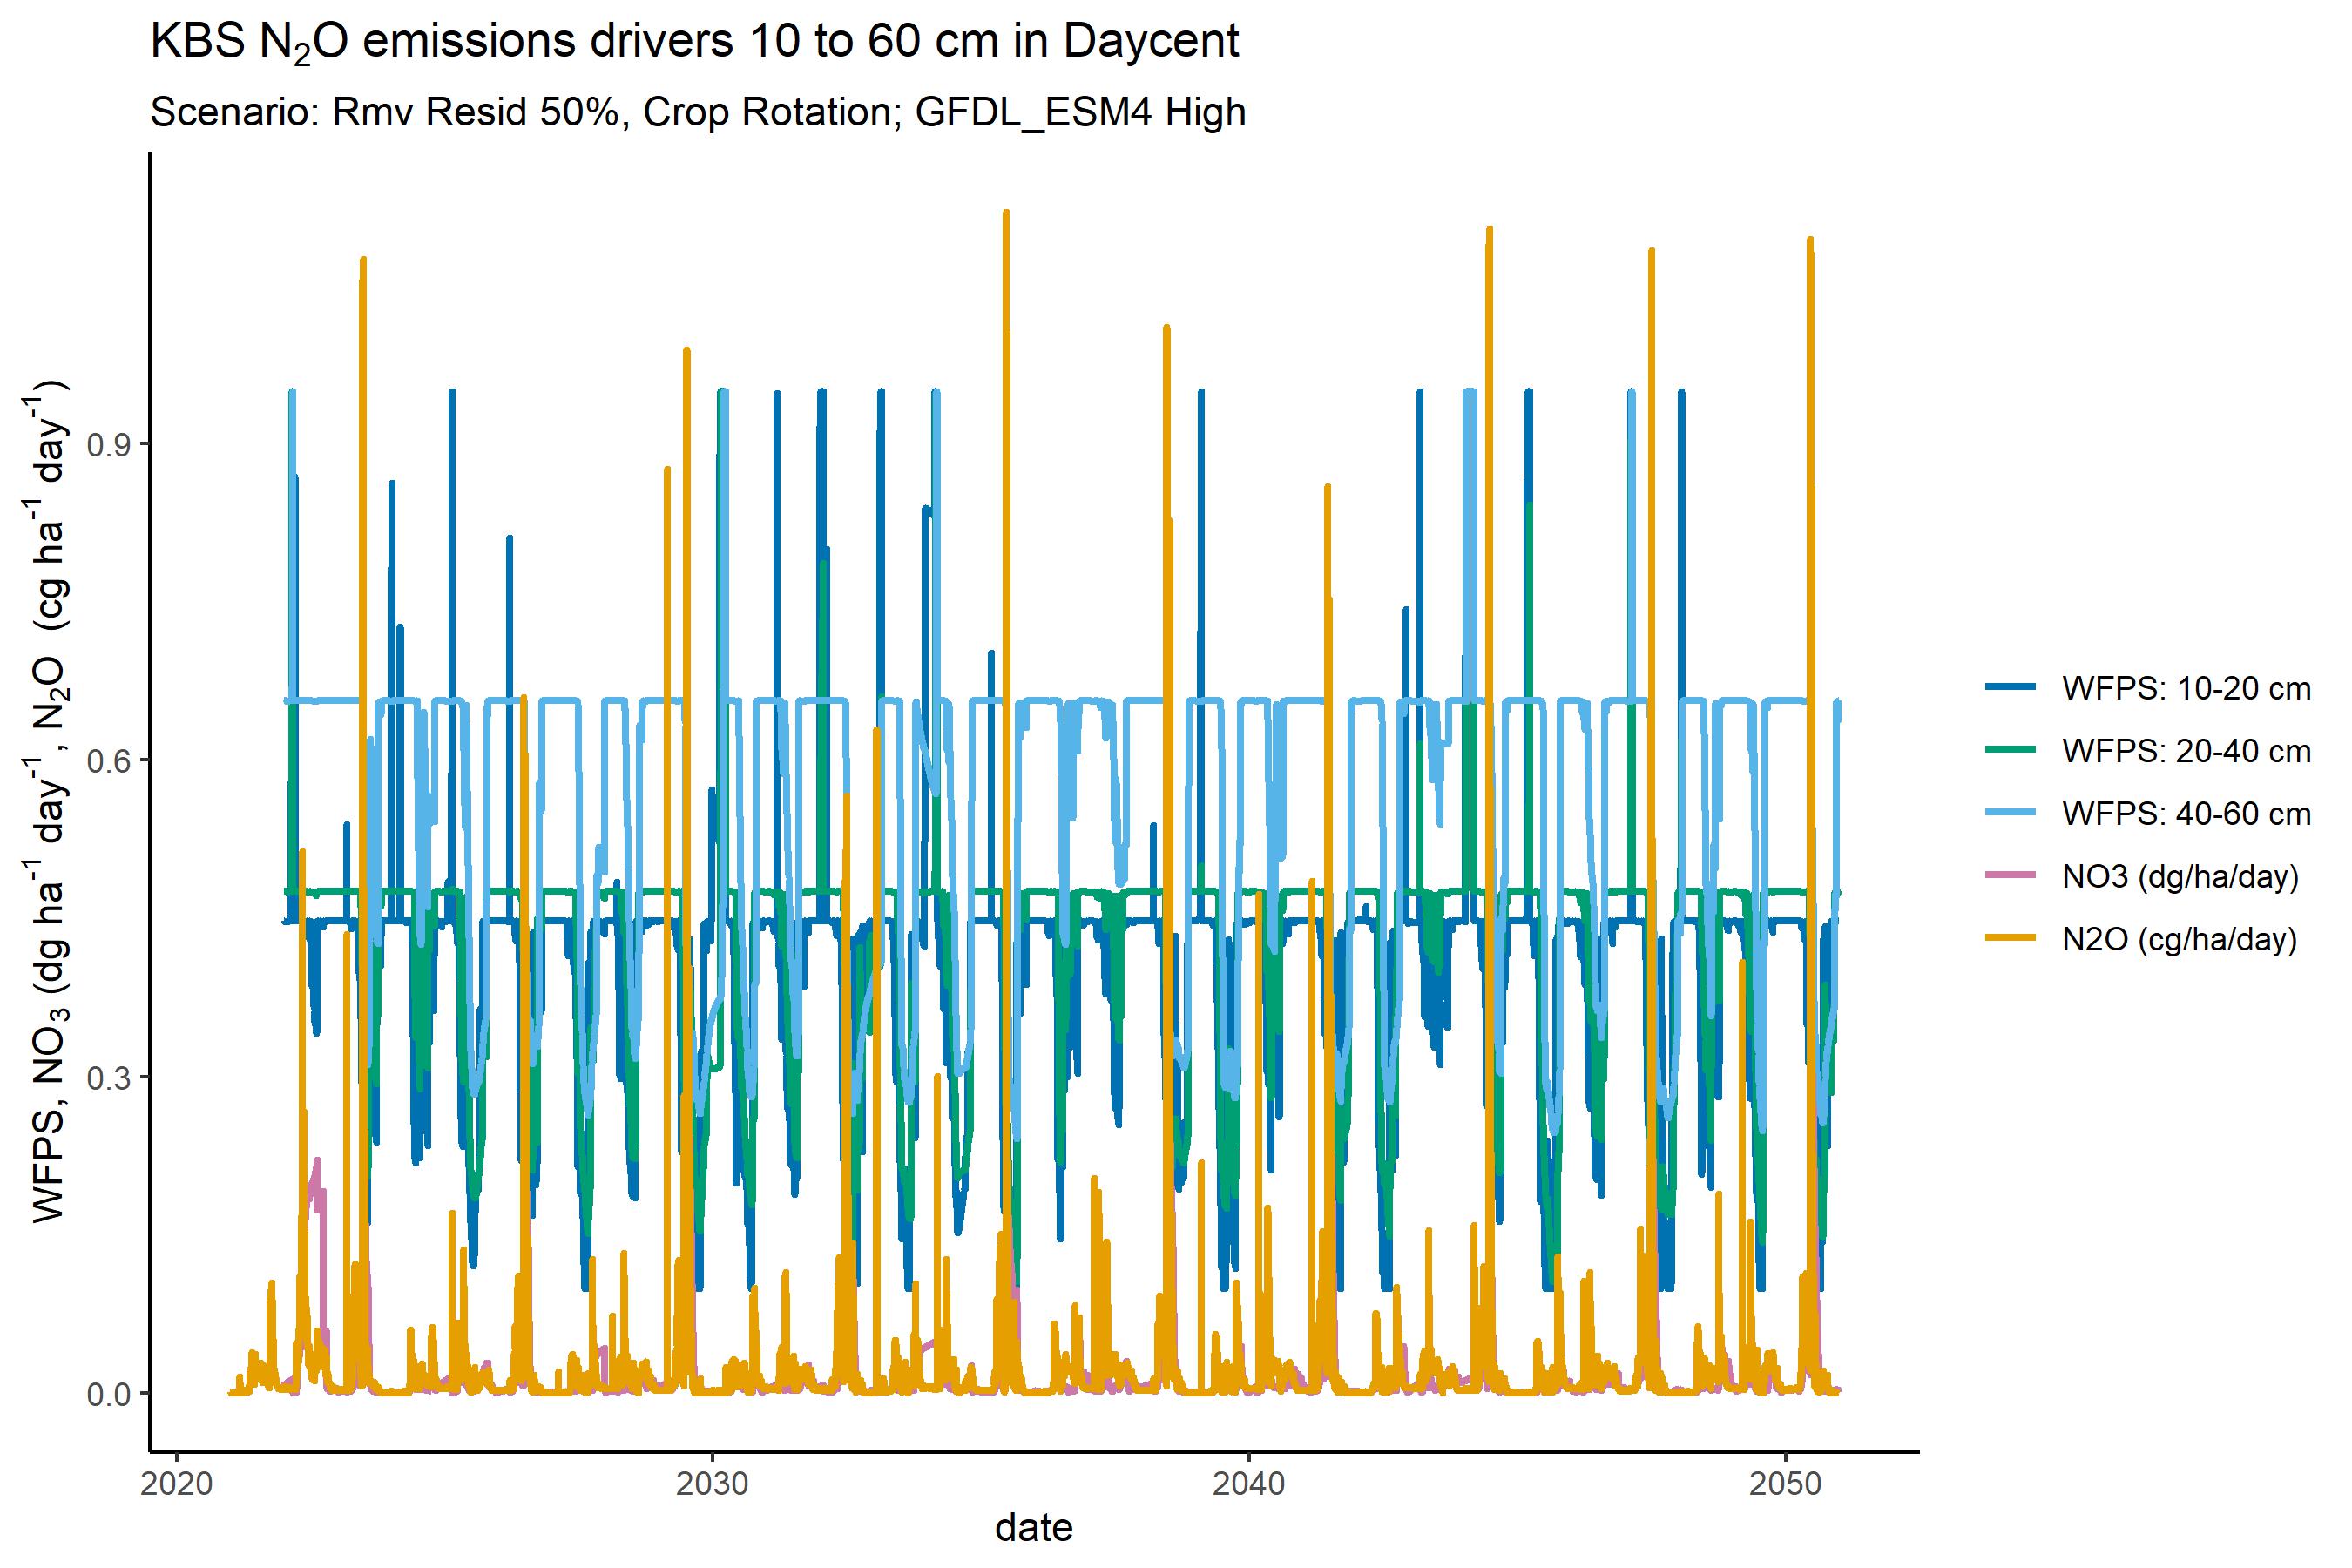 KBS N₂O emissions drivers 10 to 60 cm in Daycent
Scenario: Rmv Resid 50%, Crop Rotation; GFDL_ESM4 High
WFPS, NO₃ (dg ha⁻¹ day⁻¹, N₂O (cg ha⁻¹ day⁻¹)
0.9
0.6
0.3
0.0
2020 2030 2040 2050
date
WFPS: 10-20 cm
WFPS: 20-40 cm
WFPS: 40-60 cm
NO3 (dg/ha/day)
N2O (cg/ha/day)